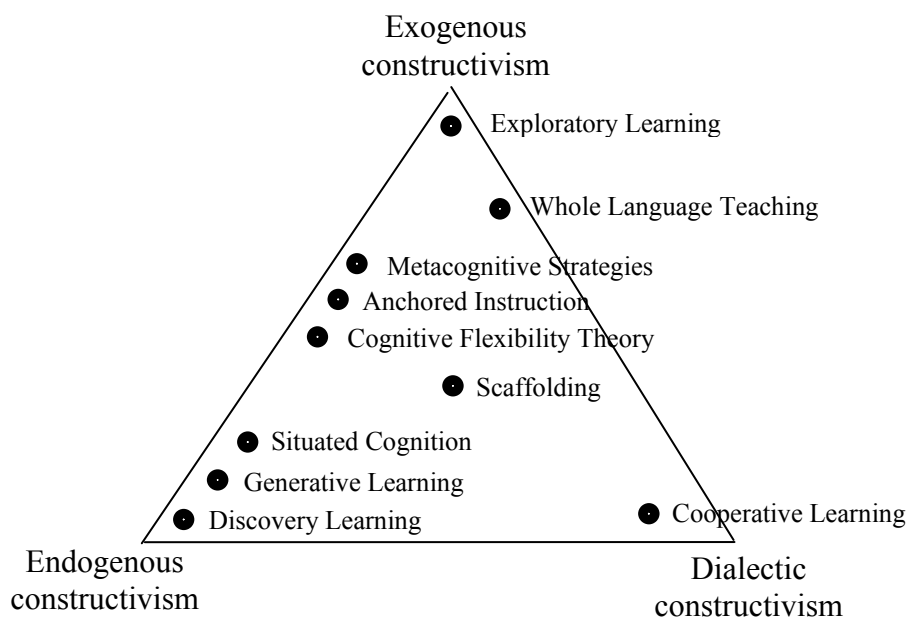 Exogenous
constructivism
Exploratory Learning
Whole Language Teaching
Metacognitive Strategies
Anchored Instruction
Cognitive Flexibility Theory
Scaffolding
Situated Cognition
Generative Learning
Discovery Learning
Cooperative Learning
Endogenous
constructivism
Dialectic
constructivism